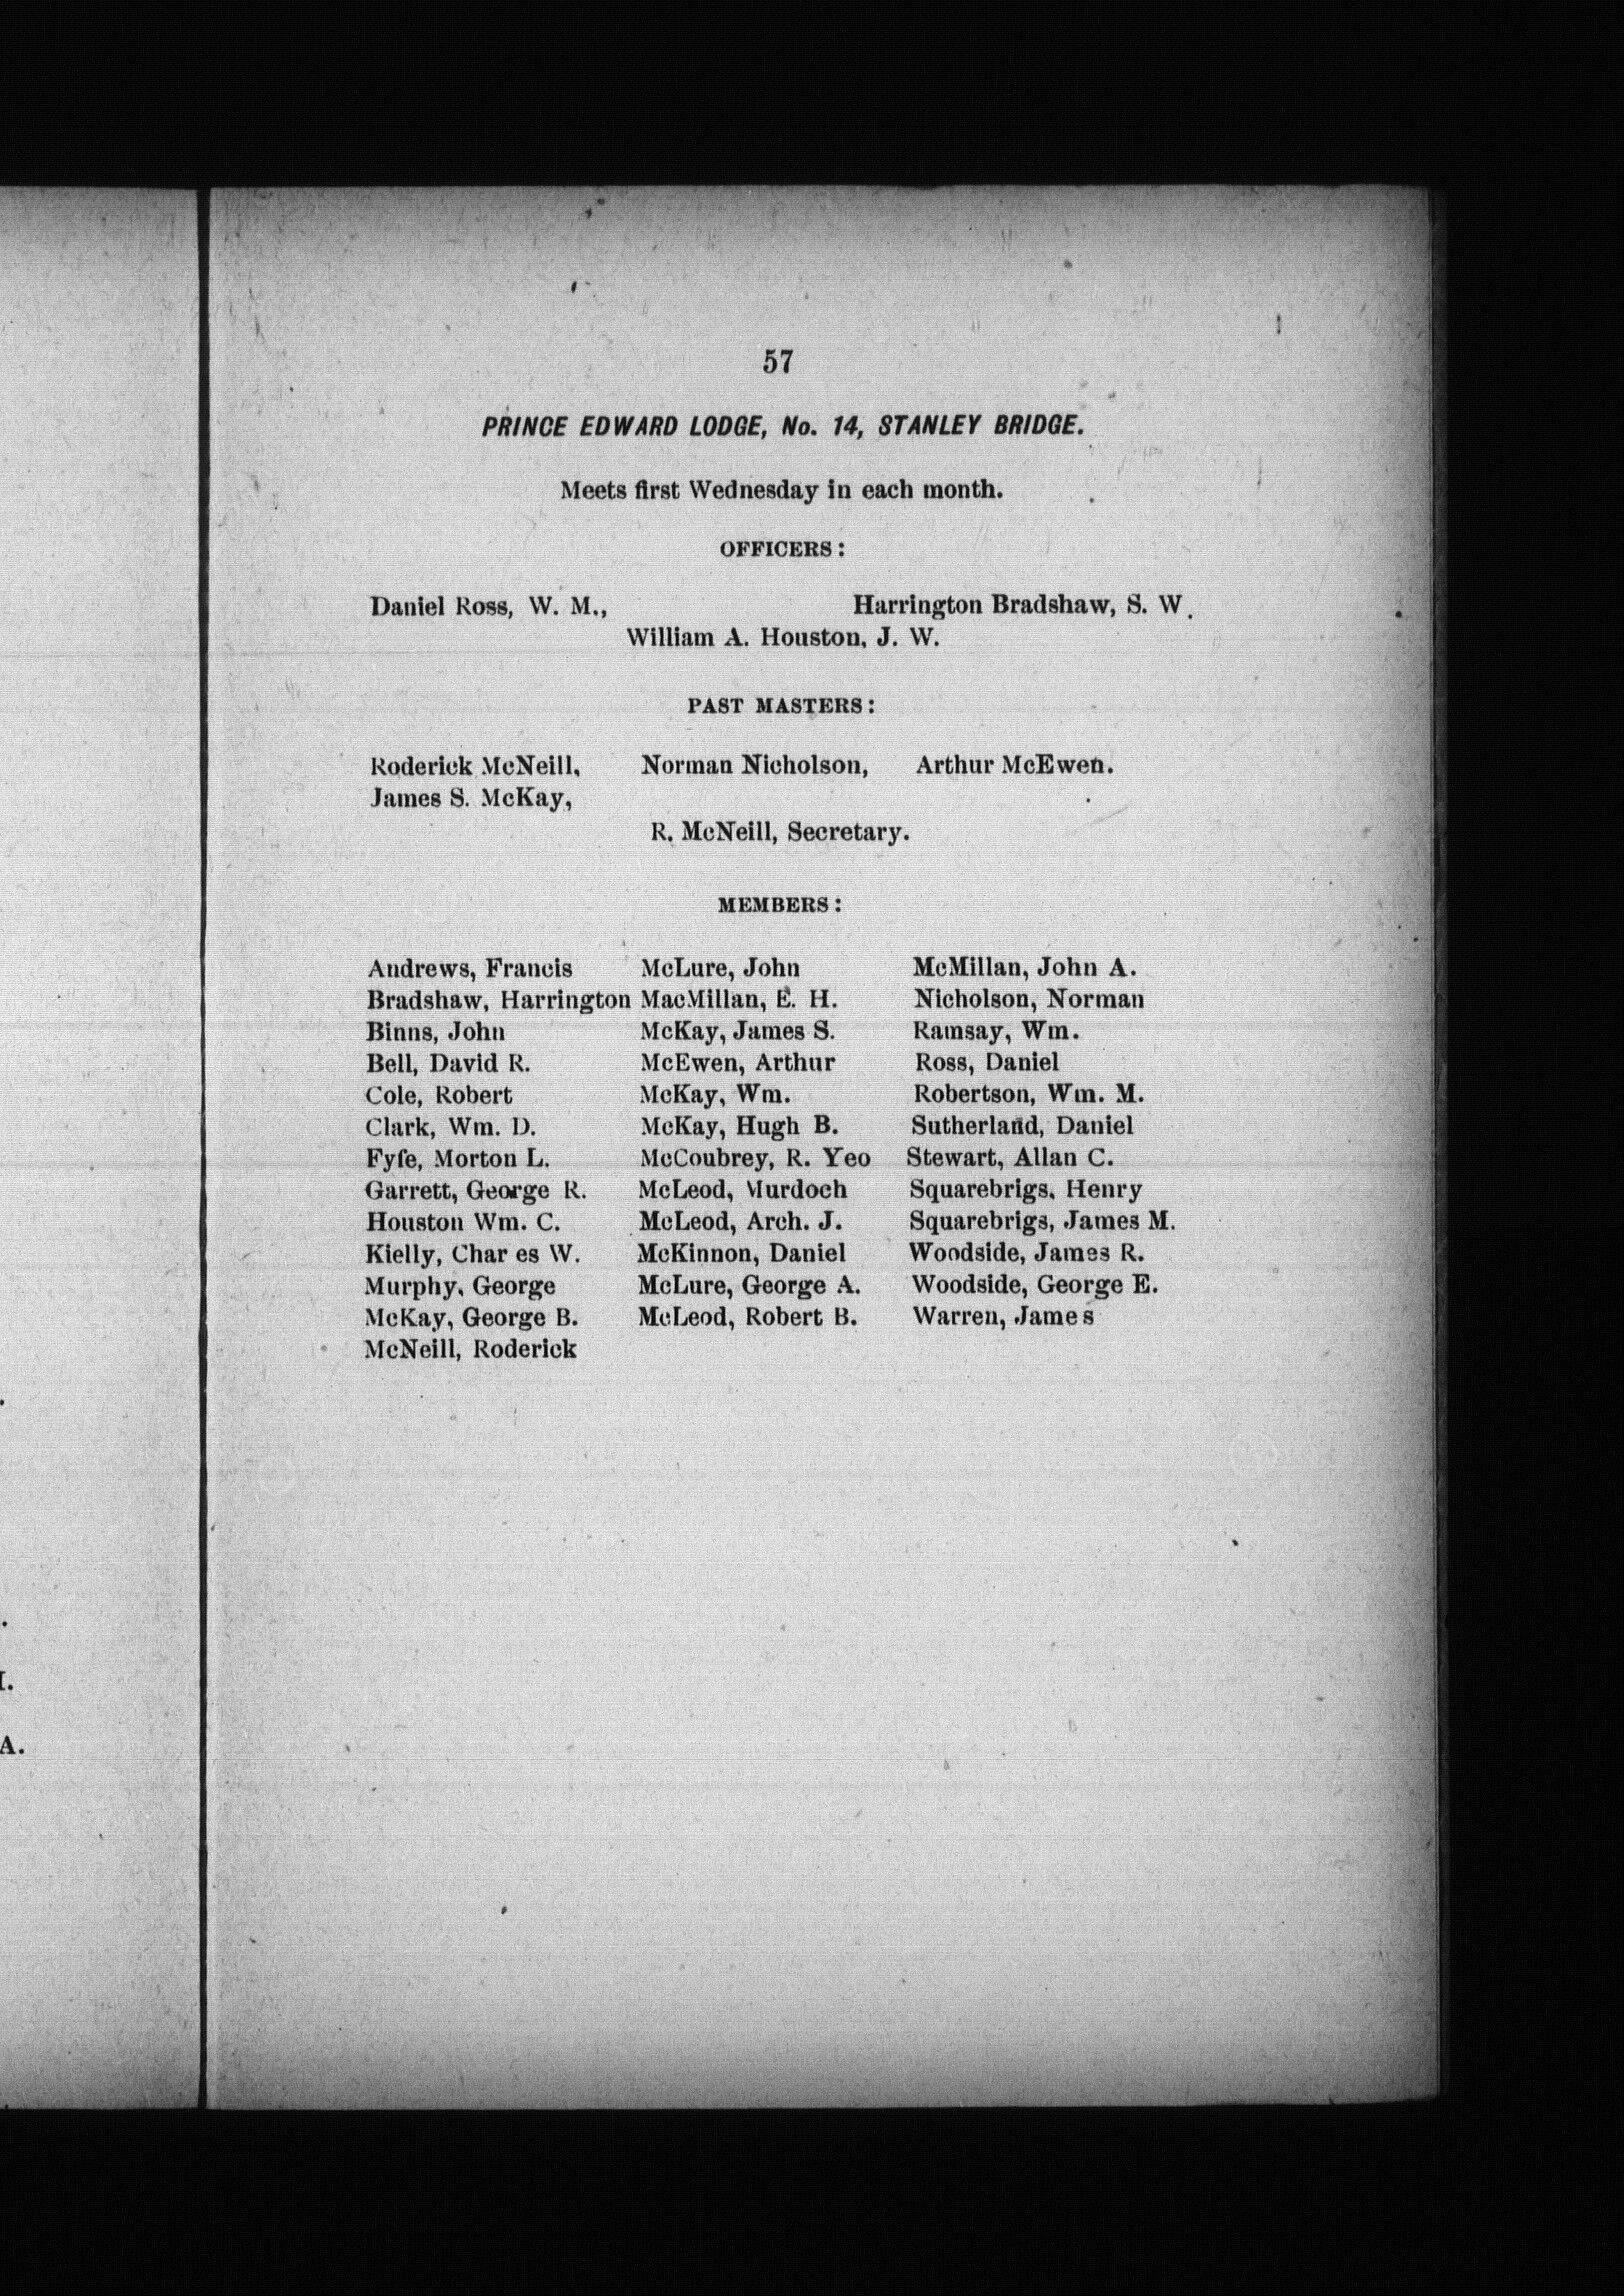 57
PRINCE EDWARD LODGE, No. 14, STANLEY BRIDGE.
Meets first Wednesday in each month.
OFFICERS:
Daniel Ross, W. M., Harrington Bradshaw, S. W.
William A. Houston, J. W.
PAST MASTERS:
Roderick McNeill, Norman Nicholson, Arthur McEwen.
James S. McKay,
R. McNeill, Secretary.
MEMBERS:
Andrews, Francis McLure, John McMillan, John A.
Bradshaw, Harrington MacMillan, E. H. Nicholson, Norman
Binns, John McKay, James S. Ramsay, Wm.
Bell, David R. McEwen, Arthur Ross, Daniel
Cole, Robert McKay, Wm. Robertson, Wm. M.
Clark, Wm. D. McKay, Hugh B. Sutherland, Daniel
Fyfe, Morton L. McCoubrey, R. Yeo Stewart, Allan C.
Garrett, George R. McLeod, Murdoch Squarebrigs, Henry
Houston Wm. C. McLeod, Arch. J. Squarebrigs, James M.
Kielly, Char es W. McKinnon, Daniel Woodside, James R.
Murphy, George McLure, George A. Woodside, George E.
McKay, George B. McLeod, Robert B. Warren, James
McNeill, Roderick
A.